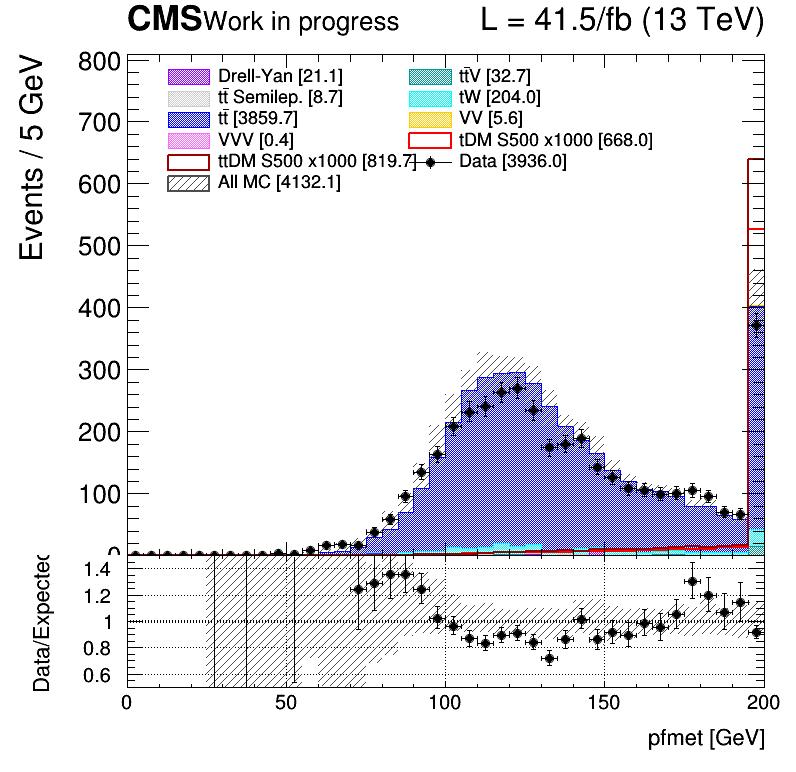 CMS Work in progress L = 41.5/fb (13 TeV)
Events / 5 GeV
800
700
600
500
400
300
200
100
0
Drell-Yan [21.1] tt̄V [32.7]
tt̄ Semilep. [8.7] tW [204.0]
tt̄ [3859.7] VV [5.6]
VVV [0.4] tDM S500 x1000 [668.0]
ttDM S500 x1000 [819.7] Data [3936.0]
All MC [4132.1]
Data/Expected
1.4
1.2
1
0.8
0.6
0 50 100 150 200
pfmet [GeV]